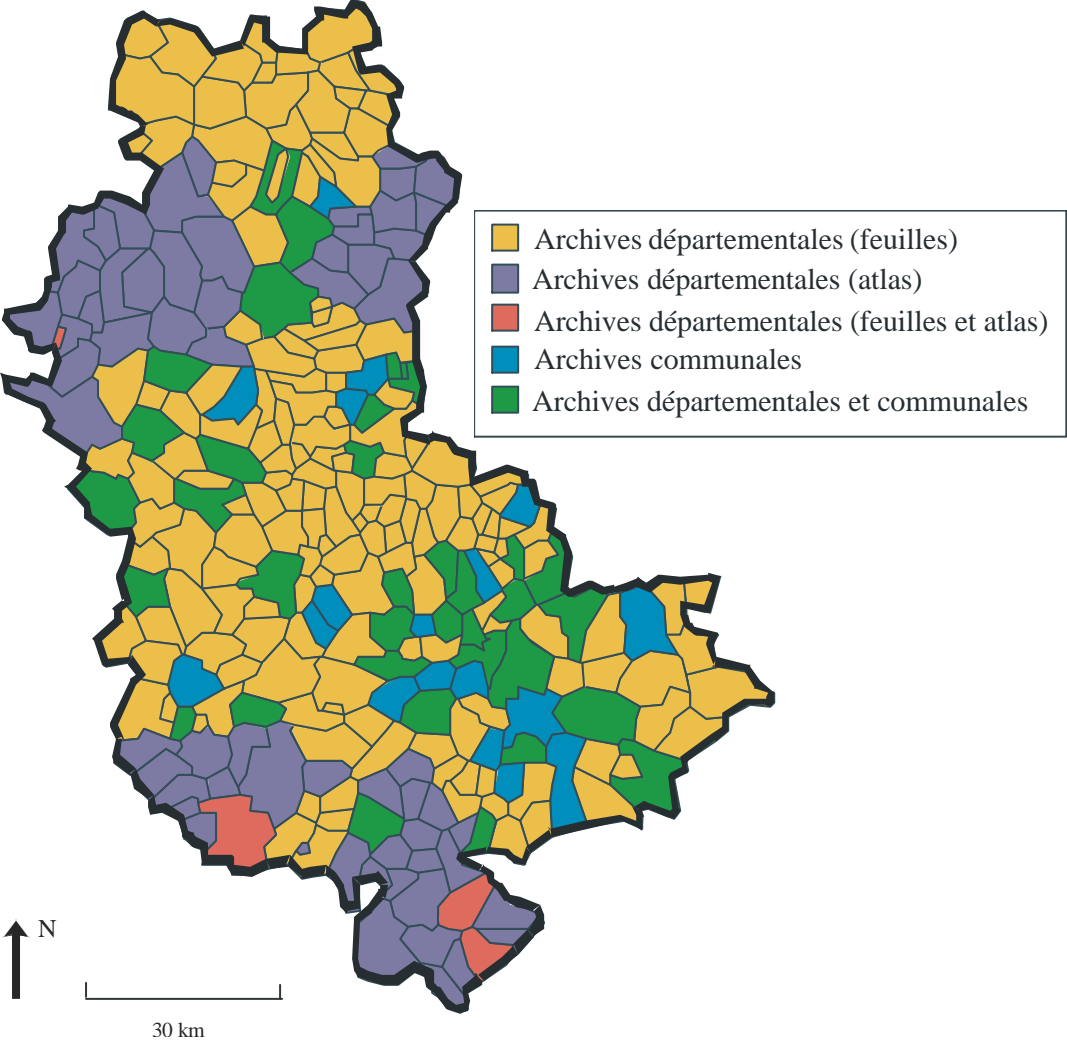 Archives départementales (feuilles)
Archives départementales (atlas)
Archives départementales (feuilles et atlas)
Archives communales
Archives départementales et communales
N
30 km